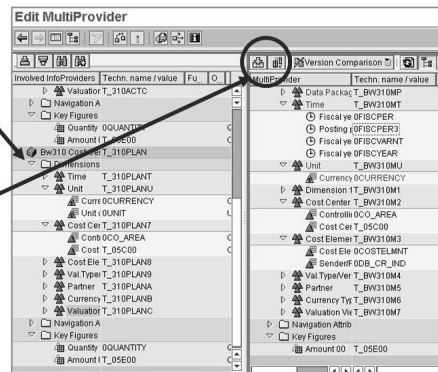 Edit MultiProvider
Version Comparison
Involved InfoProviders Techn. name / value Fu... O...
Valuation T_310ACTC
Navigation A
Key Figures
Quantity 0QUANTITY
Amount ( T_05E00
Bw310 Cost Cen T_310PLAN
Dimensions
Time T_310PLANT
Unit T_310PLANU
Curre 0CURRENCY
Unit ( 0UNIT
Cost Cer T_310PLAN7
Cont 0CO_AREA
Cost T_05C00
Cost Ele T_310PLAN8
Val.Type T_310PLAN9
Partner T_310PLANA
Currency T_310PLANB
Valuation T_310PLANC
Navigation A
Key Figures
Quantity 0QUANTITY
Amount ( T_05E00
MultiProvider Techn. name / value
Data Packag T_BW310MP
Time T_BW310MT
Fiscal ye 0FISCPER
Posting p 0FISCPER3
Fiscal ye 0FISCVARNT
Fiscal ye 0FISCYEAR
Unit T_BW310MU
Currency 0CURRENCY
Dimension 1 T_BW310M1
Cost Center T_BW310M2
Controlli 0CO_AREA
Cost Cer T_05C00
Cost Elemer T_BW310M3
Cost Ele 0COSTELMNT
Sender/F 0DB_CR_IND
Val.Type/Ver T_BW310M4
Partner T_BW310M5
Currency Typ T_BW310M6
Valuation Vie T_BW310M7
Navigation Attrib
Key Figures
Amount 00 T_05E00